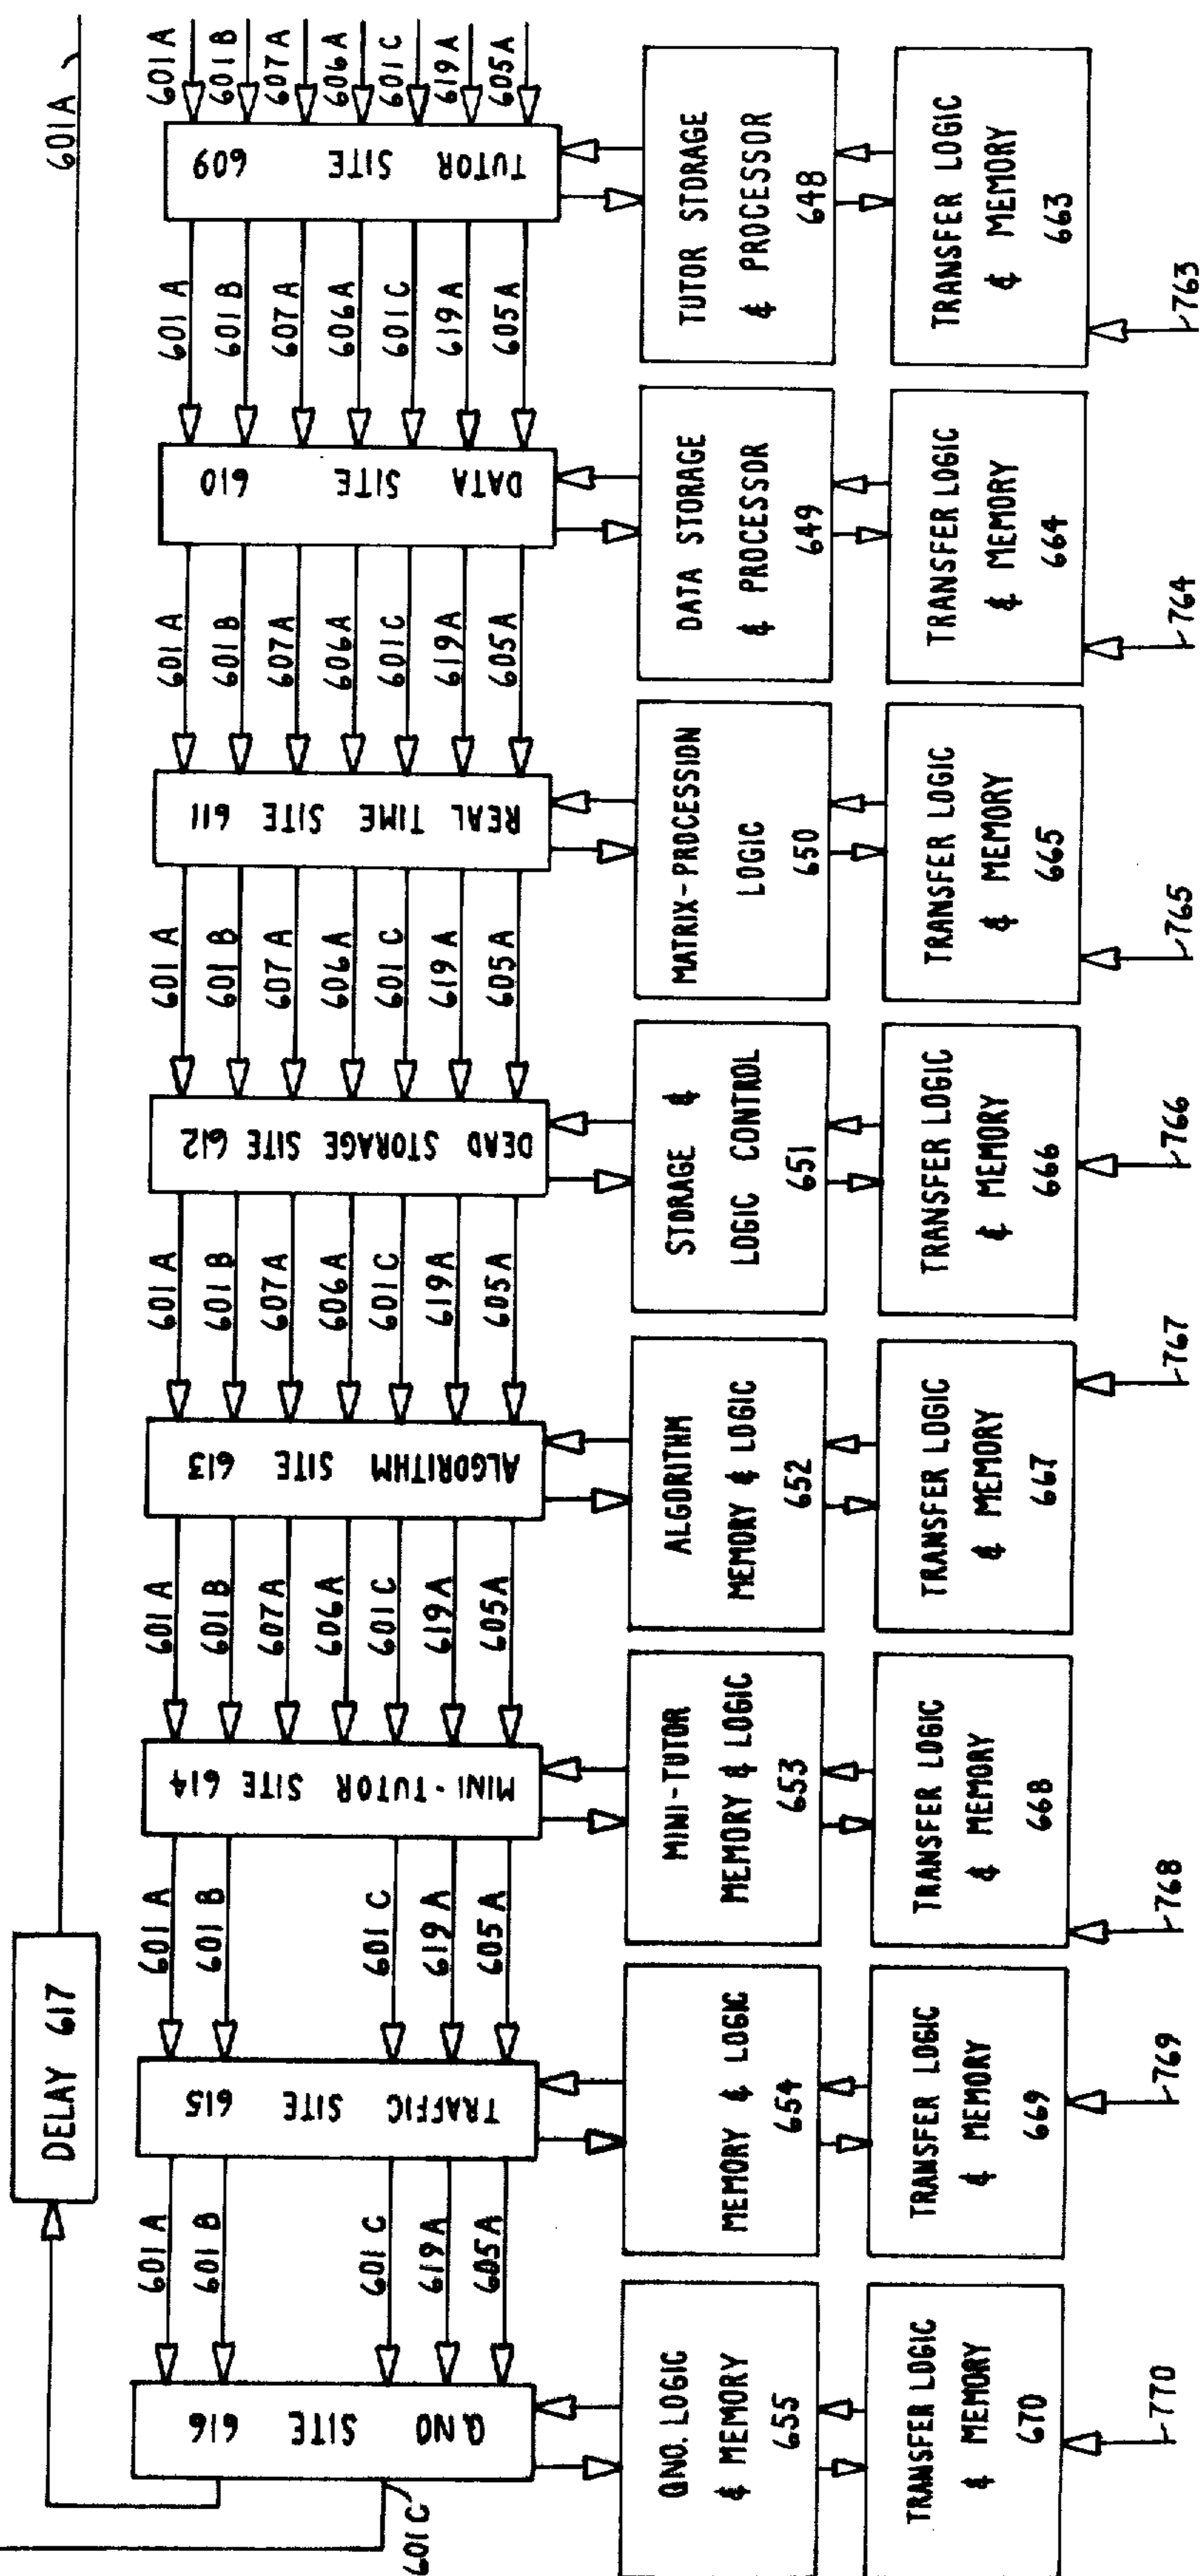 601A
601A
601B
607A
606A
601C
619A
605A
TUTOR SITE 609
TUTOR STORAGE
& PROCESSOR
648
TRANSFER LOGIC
& MEMORY
663
763
601A
601B
607A
606A
601C
619A
605A
DATA SITE 610
DATA STORAGE
& PROCESSOR
649
TRANSFER LOGIC
& MEMORY
664
764
601A
601B
607A
606A
601C
619A
605A
REAL TIME SITE 611
MATRIX-PROCESSION
LOGIC
650
TRANSFER LOGIC
& MEMORY
665
765
601A
601B
607A
606A
601C
619A
605A
DEAD STORAGE SITE 612
STORAGE &
LOGIC CONTROL
651
TRANSFER LOGIC
& MEMORY
666
766
601A
601B
607A
606A
601C
619A
605A
ALGORITHM SITE 613
ALGORITHM
MEMORY & LOGIC
652
TRANSFER LOGIC
& MEMORY
667
767
601A
601B
607A
606A
601C
619A
605A
MINI-TUTOR SITE 614
MINI-TUTOR
MEMORY & LOGIC
653
TRANSFER LOGIC
& MEMORY
668
768
DELAY 617
601A
601B
601C
619A
605A
TRAFFIC SITE 615
MEMORY & LOGIC
654
TRANSFER LOGIC
& MEMORY
669
769
601A
601B
601C
619A
605A
QNO SITE 616
QNO. LOGIC
& MEMORY
655
TRANSFER LOGIC
& MEMORY
670
770
601C